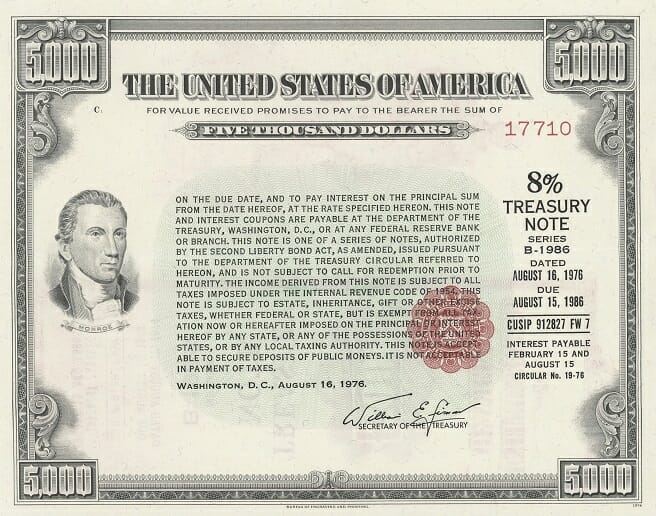 5,000 5,000
THE UNITED STATES OF AMERICA
C.
FOR VALUE RECEIVED PROMISES TO PAY TO THE BEARER THE SUM OF
FIVE THOUSAND DOLLARS
17710
ON THE DUE DATE, AND TO PAY INTEREST ON THE PRINCIPAL SUM
FROM THE DATE HEREOF, AT THE RATE SPECIFIED HEREON. THIS NOTE
AND INTEREST COUPONS ARE PAYABLE AT THE DEPARTMENT OF THE
TREASURY, WASHINGTON, D.C., OR AT ANY FEDERAL RESERVE BANK
OR BRANCH. THIS NOTE IS ONE OF A SERIES OF NOTES, AUTHORIZED
BY THE SECOND LIBERTY BOND ACT, AS AMENDED, ISSUED PURSUANT
TO THE DEPARTMENT OF THE TREASURY CIRCULAR REFERRED TO
HEREON, AND IS NOT SUBJECT TO CALL FOR REDEMPTION PRIOR TO
MATURITY. THE INCOME DERIVED FROM THIS NOTE IS SUBJECT TO ALL
TAXES IMPOSED UNDER THE INTERNAL REVENUE CODE OF 1954. THIS
NOTE IS SUBJECT TO ESTATE, INHERITANCE, GIFT OR OTHER EXCISE
TAXES, WHETHER FEDERAL OR STATE, BUT IS EXEMPT FROM ALL TAX-
ATION NOW OR HEREAFTER IMPOSED ON THE PRINCIPAL OR INTEREST
HEREOF BY ANY STATE, OR ANY OF THE POSSESSIONS OF THE UNITED
STATES, OR BY ANY LOCAL TAXING AUTHORITY. THIS NOTE IS ACCEPT-
ABLE TO SECURE DEPOSITS OF PUBLIC MONEYS. IT IS NOT ACCEPTABLE
IN PAYMENT OF TAXES.
WASHINGTON, D.C., AUGUST 16, 1976.
William E. Simon
SECRETARY OF THE TREASURY
MONROE
8%
TREASURY
NOTE
SERIES
B-1986
DATED
AUGUST 16, 1976
DUE
AUGUST 15, 1986
CUSIP 912827 FW 7
INTEREST PAYABLE
FEBRUARY 15 AND
AUGUST 15
CIRCULAR No. 19-76
5,000 5,000
BUREAU OF ENGRAVING AND PRINTING
1976